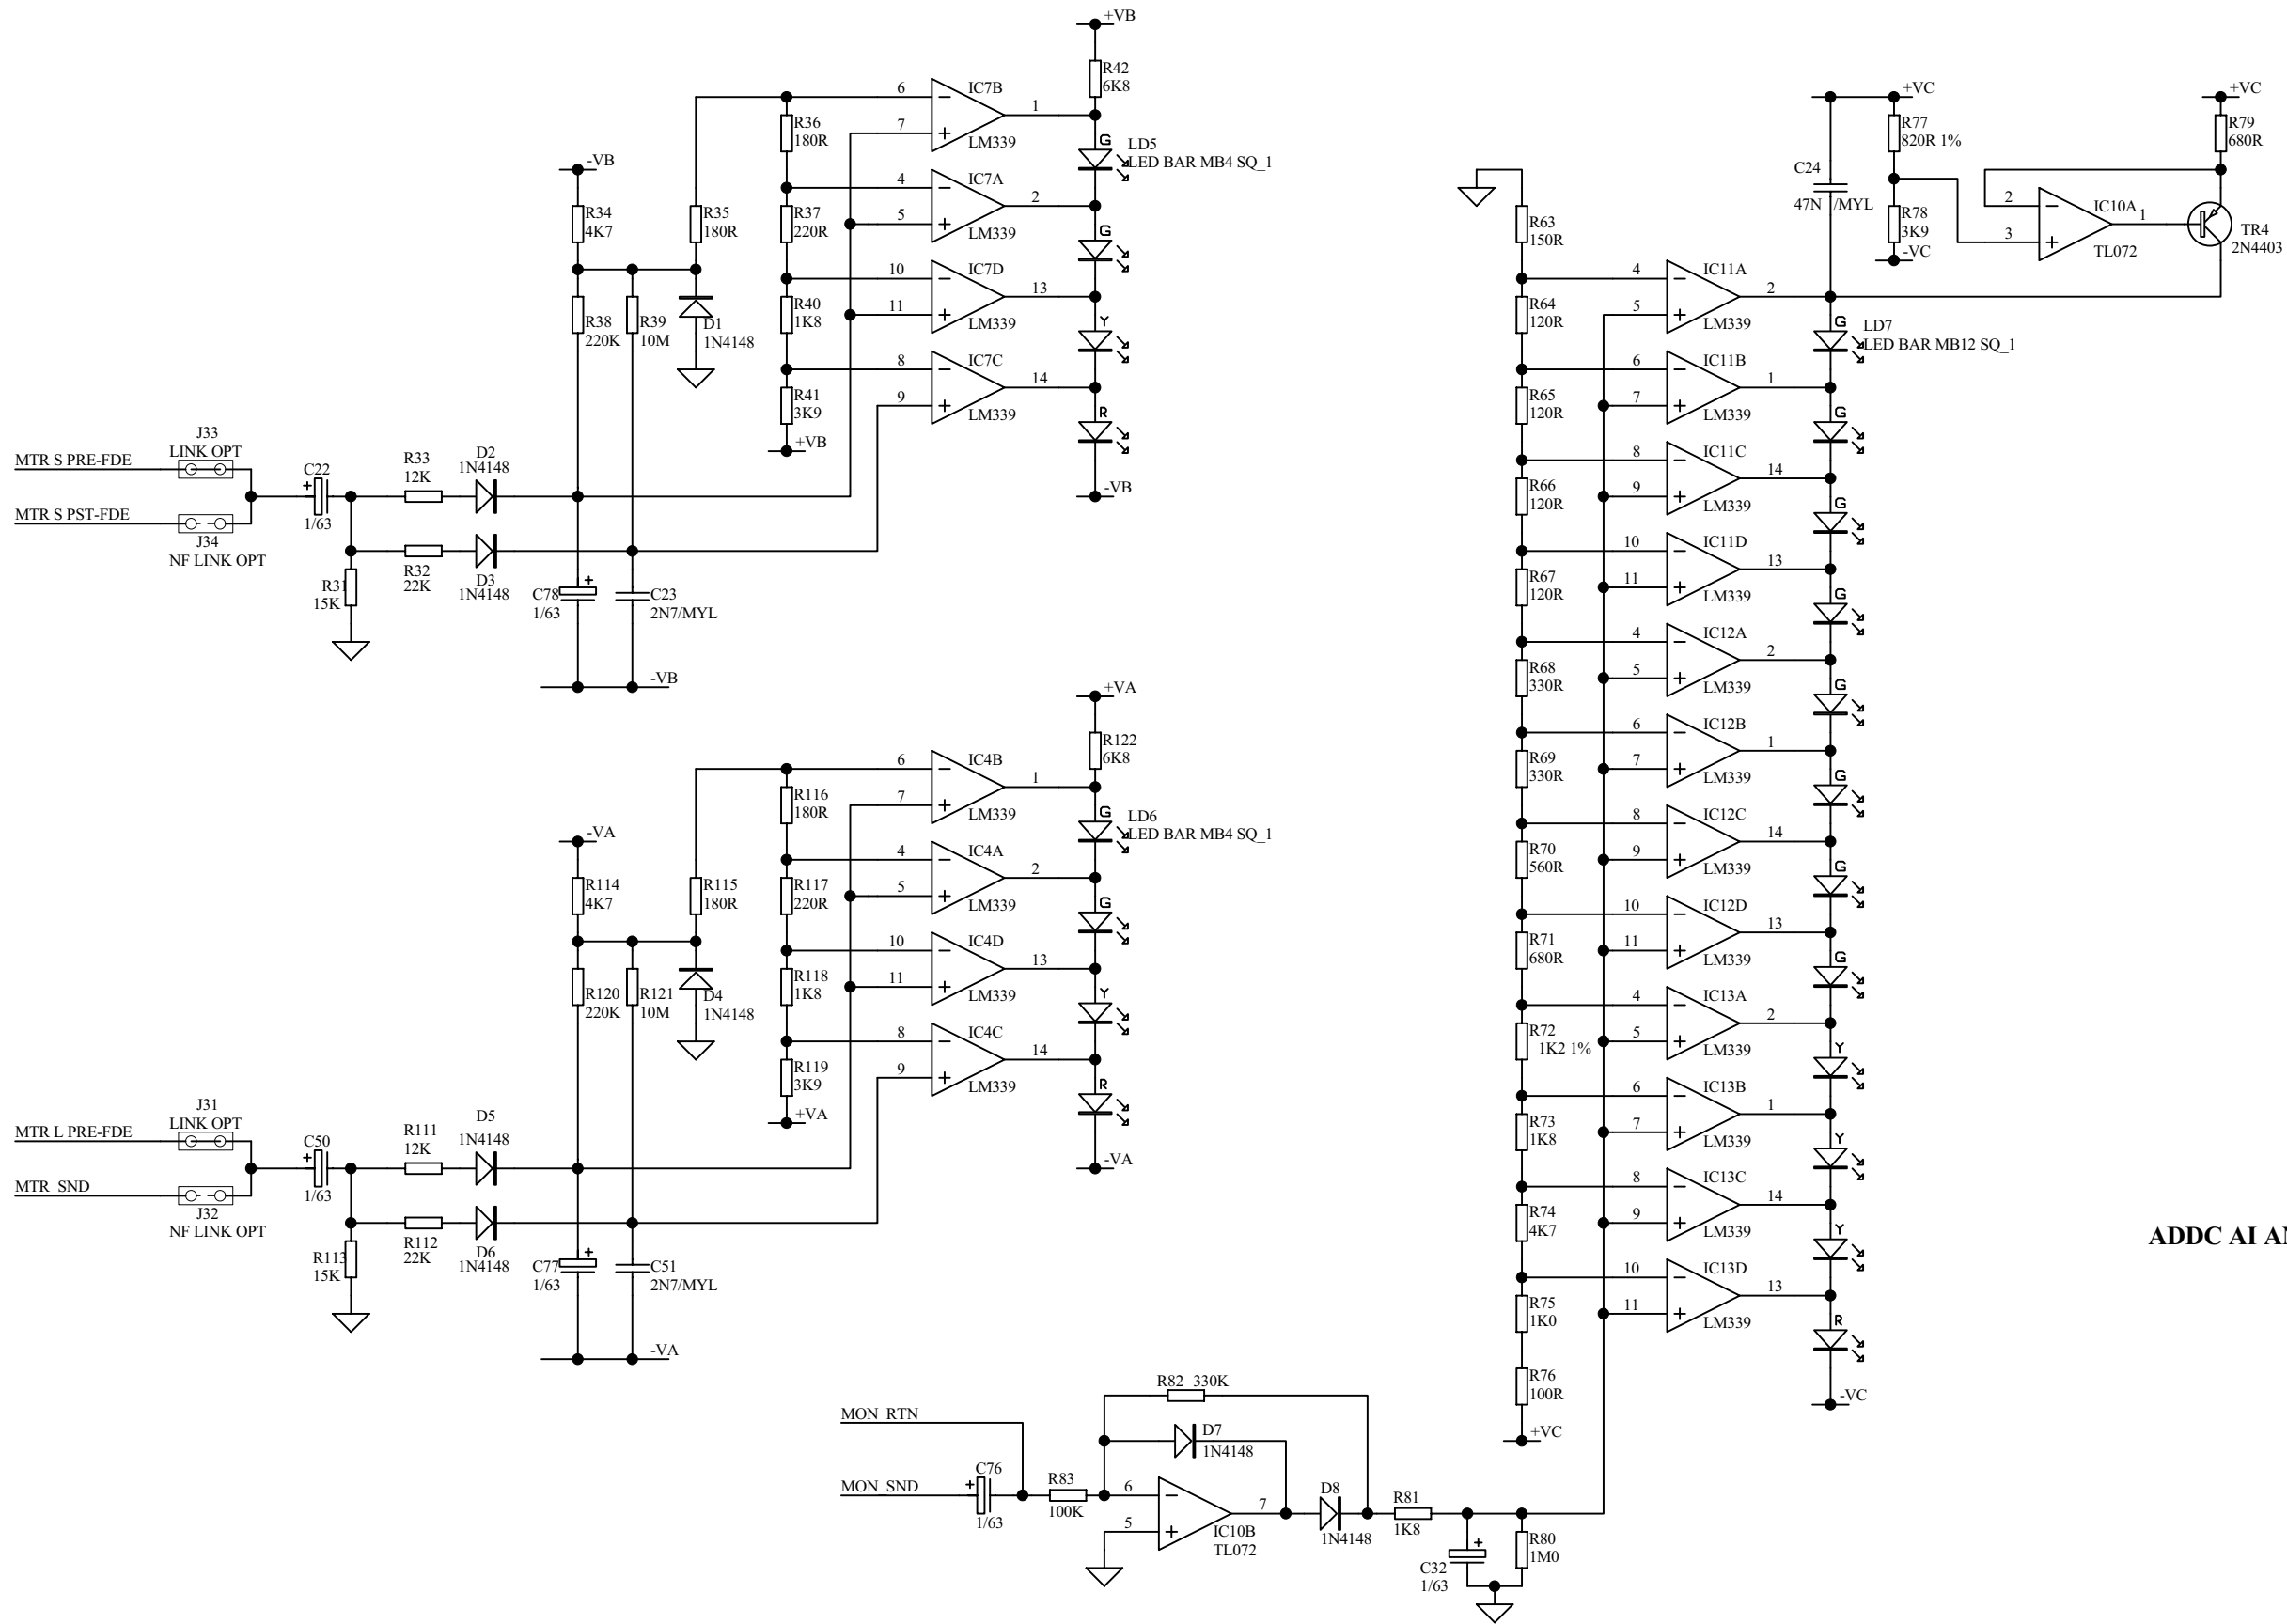 +VB
R42
6K8
6
7
IC7B
1
LM339
R36
180R
G
LD5
LED BAR MB4 SQ_1
-VB
R34
4K7
R35
180R
4
5
IC7A
2
LM339
R37
220R
G
10
11
IC7D
13
LM339
R40
1K8
Y
R38
220K
R39
10M
D1
1N4148
8
9
IC7C
14
LM339
R41
3K9
+VB
R
-VB
J33
LINK OPT
MTR S PRE-FDE
MTR S PST-FDE
J34
NF LINK OPT
C22
+
1/63
R33
12K
D2
1N4148
R32
22K
D3
1N4148
R31
15K
C78
1/63
+
C23
2N7/MYL
-VB
+VA
R122
6K8
6
7
IC4B
1
LM339
R116
180R
G
LD6
LED BAR MB4 SQ_1
-VA
R114
4K7
R115
180R
4
5
IC4A
2
LM339
R117
220R
G
10
11
IC4D
13
LM339
R118
1K8
Y
R120
220K
R121
10M
D4
1N4148
8
9
IC4C
14
LM339
R119
3K9
+VA
R
-VA
J31
LINK OPT
MTR L PRE-FDE
MTR SND
J32
NF LINK OPT
C50
+
1/63
R111
12K
D5
1N4148
R112
22K
D6
1N4148
R113
15K
C77
1/63
+
C51
2N7/MYL
-VA
MON RTN
MON SND
C76
+
1/63
R83
100K
R82 330K
D7
1N4148
6
5
7
IC10B
TL072
D8
1N4148
R81
1K8
C32
1/63
+
R80
1M0
R63
150R
R64
120R
R65
120R
R66
120R
R67
120R
R68
330R
R69
330R
R70
560R
R71
680R
R72
1K2 1%
R73
1K8
R74
4K7
R75
1K0
R76
100R
+VC
4
5
IC11A
2
LM339
6
7
IC11B
1
LM339
8
9
IC11C
14
LM339
10
11
IC11D
13
LM339
4
5
IC12A
2
LM339
6
7
IC12B
1
LM339
8
9
IC12C
14
LM339
10
11
IC12D
13
LM339
4
5
IC13A
2
LM339
6
7
IC13B
1
LM339
8
9
IC13C
14
LM339
10
11
IC13D
13
LM339
G
LD7
LED BAR MB12 SQ_1
G
G
G
G
G
G
G
Y
Y
Y
R
-VC
+VC
R77
820R 1%
C24
47N /MYL
R78
3K9
-VC
2
3
IC10A
1
TL072
+VC
R79
680R
TR4
2N4403
ADDC AI